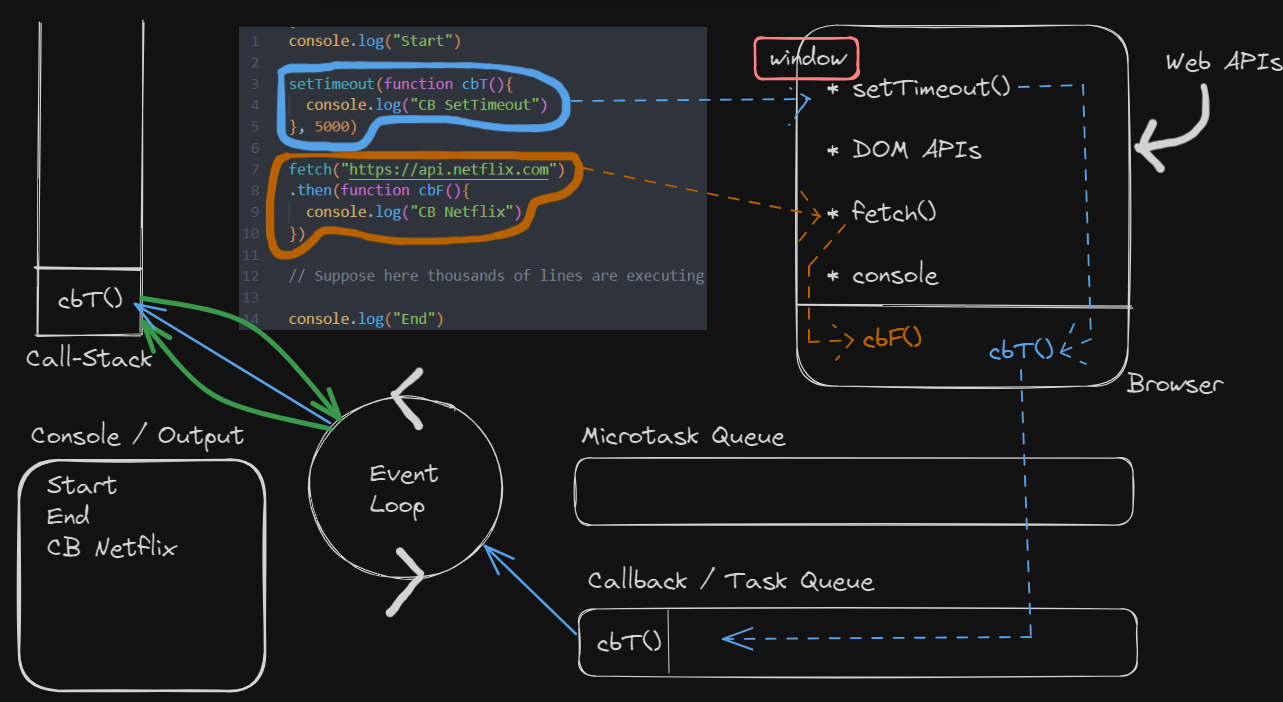 1 console.log("Start")
2
3 setTimeout(function cbT(){
4 console.log("CB SetTimeout")
5 }, 5000)
6
7 fetch("https://api.netflix.com")
8 .then(function cbF(){
9 console.log("CB Netflix")
10 })
11
12 // Suppose here thousands of lines are executing
13
14 console.log("End")
window
* setTimeout()
* DOM APIs
* fetch()
* console
cbF()
cbT()
Web APIs
Browser
cbT()
Call-Stack
Console / Output
Start
End
CB Netflix
Event
Loop
Microtask Queue
Callback / Task Queue
cbT()